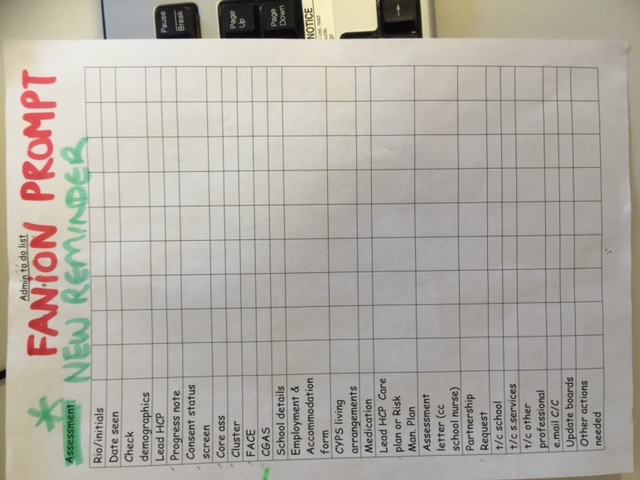 Pause
Break
Page
Up
Page
Down
NOTICE
Admin to do list
FANION PROMPT
* NEW REMINDER
Assessment
Rio/initials
Date seen
Check
demographics
Lead HCP
Progress note
Consent status
screen
Core ass
Cluster
FACE
CGAS
School details
Employment &
Accommodation
form
CYPS living
arrangements
Medication
Lead HCP Care
plan or Risk
Man. Plan
Assessment
letter (cc
school nurse)
Partnership
Request
t/c school
t/c s.services
t/c other
professional
e.mail C/C
Update boards
Other actions
needed